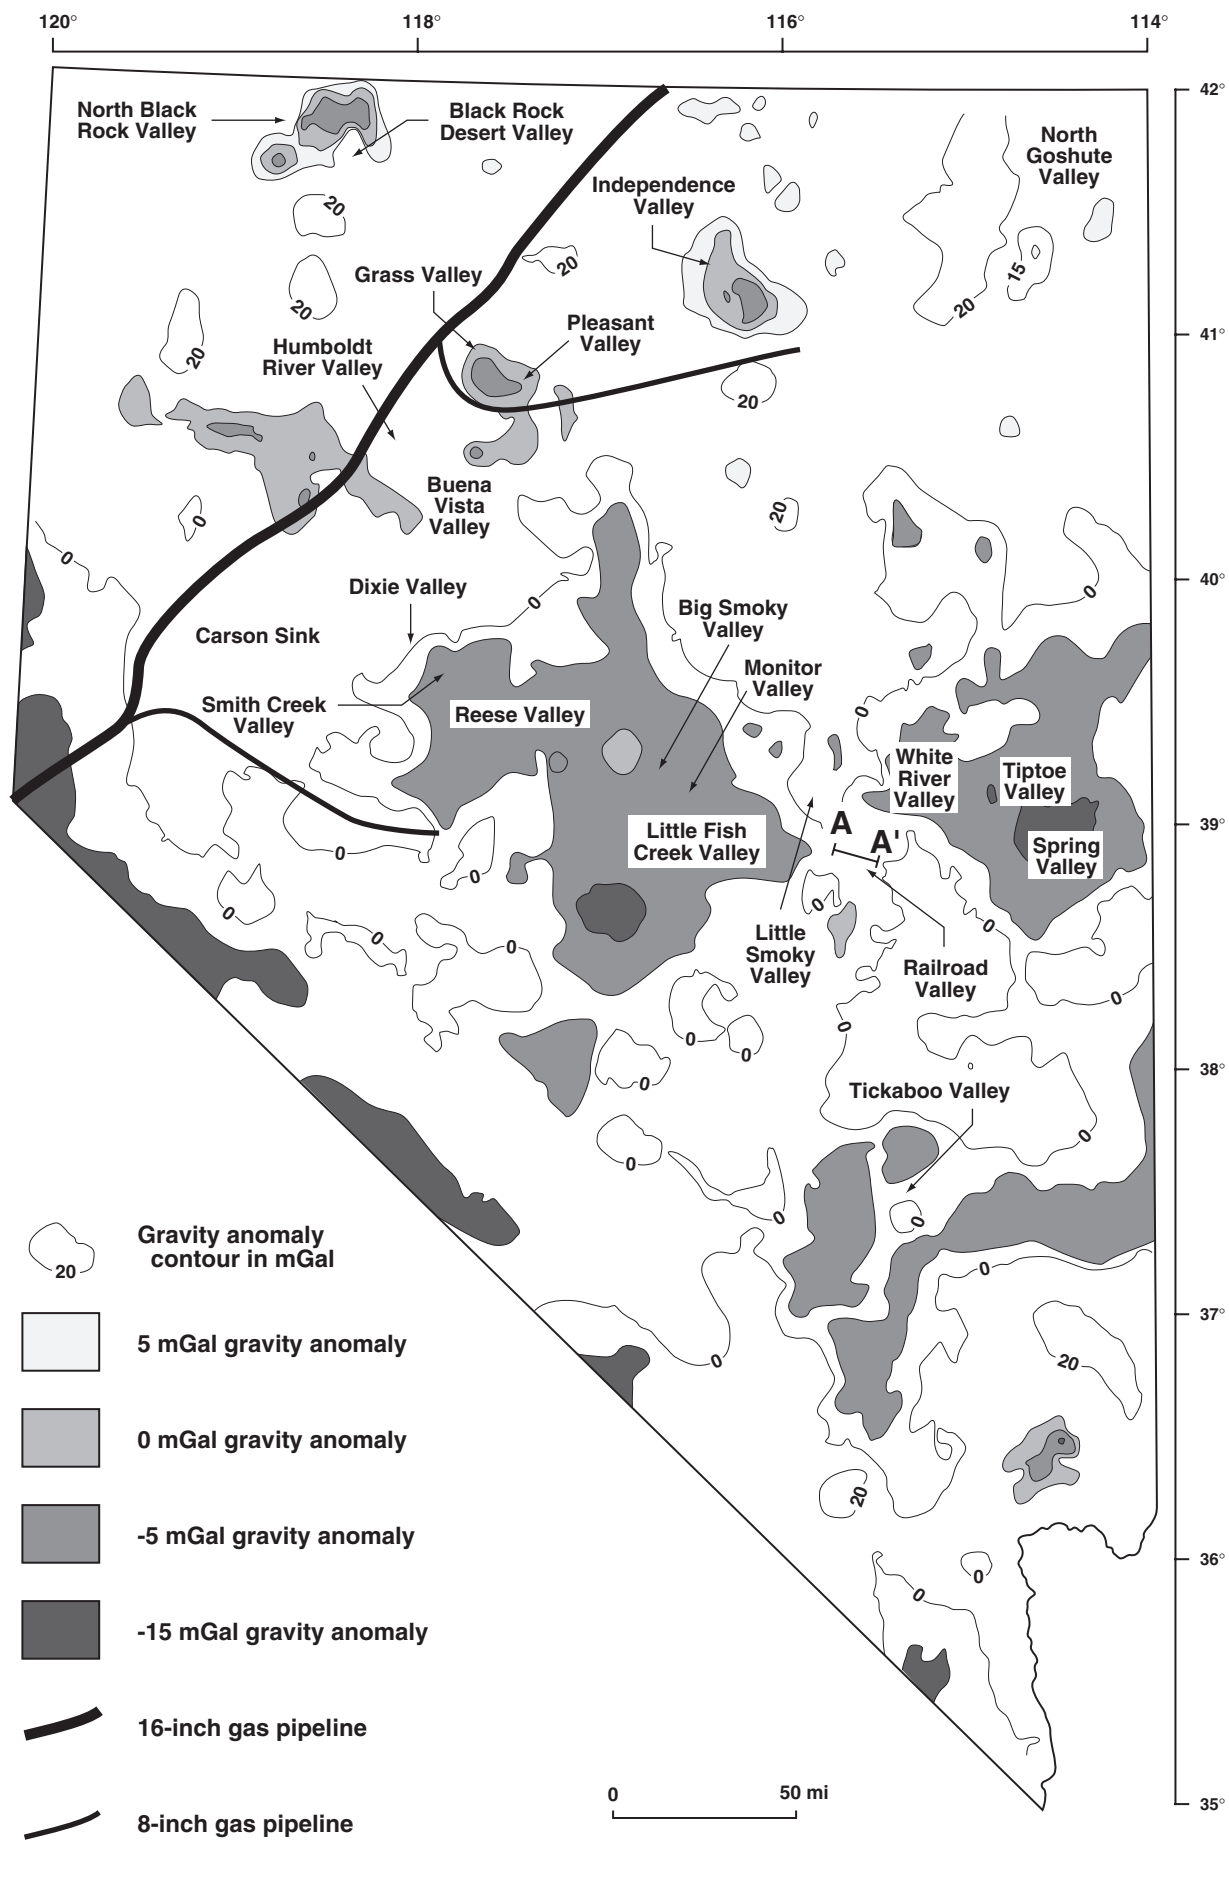 120° 118° 116° 114°
42°
North Black
Rock Valley
Black Rock
Desert Valley
North
Goshute
Valley
Independence
Valley
20
20
15
20
Grass Valley
20
Pleasant
Valley
41°
Humboldt
River Valley
20
20
Buena
Vista
Valley
20
0
0
40°
Dixie Valley
0
0
Big Smoky
Valley
Carson Sink
Monitor
Valley
Smith Creek
Valley
Reese Valley
0
White
River
Valley
Tiptoe
Valley
39°
A
A'
Little Fish
Creek Valley
Spring
Valley
0
0
0
0
0
0
0
Little
Smoky
Valley
Railroad
Valley
0
0
0
0
38°
0
Tickaboo Valley
0
0
0
0
Gravity anomaly
contour in mGal
20
0
37°
5 mGal gravity anomaly
0
20
0 mGal gravity anomaly
20
-5 mGal gravity anomaly
36°
0
0
-15 mGal gravity anomaly
16-inch gas pipeline
0 50 mi
35°
8-inch gas pipeline